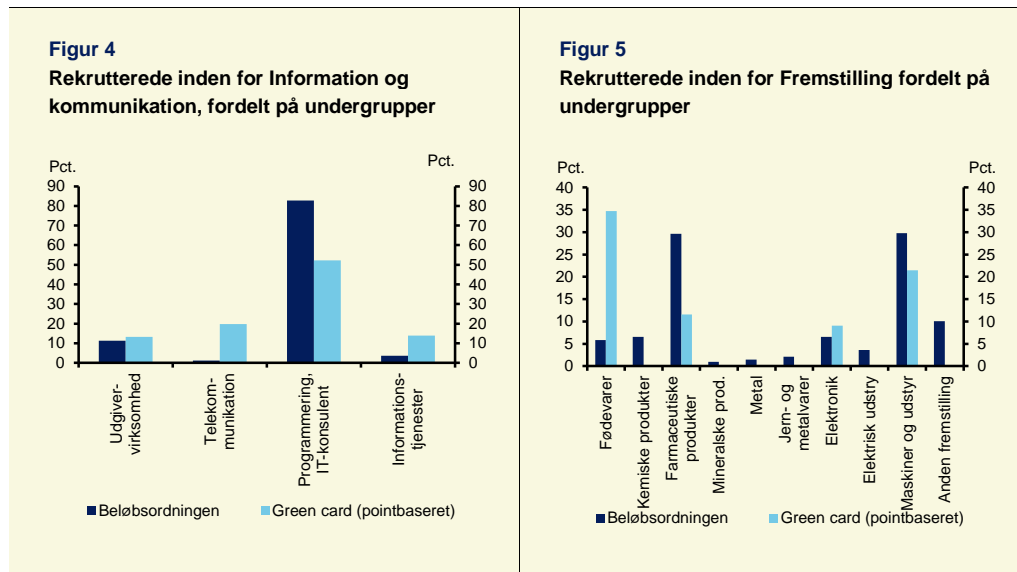 Figur 4
Rekrutterede inden for Information og
kommunikation, fordelt på undergrupper
Pct.
Pct.
90
80
70
60
50
40
30
20
10
0
90
80
70
60
50
40
30
20
10
0
Udgiver-
virksomhed
Telekom-
munikation
Programmering,
IT-konsulent
Informations-
tjenester
Beløbsordningen
Green card (pointbaseret)
Figur 5
Rekrutterede inden for Fremstilling fordelt på
undergrupper
Pct.
Pct.
40
35
30
25
20
15
10
5
0
40
35
30
25
20
15
10
5
0
Fødevarer
Kemiske produkter
Farmaceutiske
produkter
Mineralske prod.
Metal
Jern- og
metalvarer
Elektronik
Elektrisk udstry
Maskiner og udstyr
Anden fremstilling
Beløbsordningen
Green card (pointbaseret)